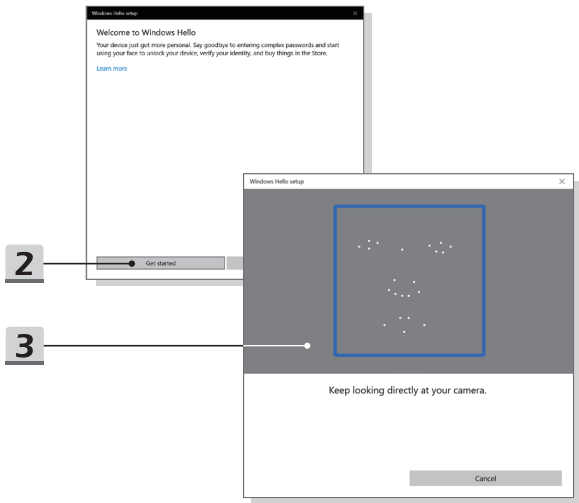 Windows Hello setup
Welcome to Windows Hello
Your device just got more personal. Say goodbye to entering complex passwords and start
using your face to unlock your device, verify your identity, and buy things in the Store.
Learn more
2
Get started
Windows Hello setup
3
Keep looking directly at your camera.
Cancel